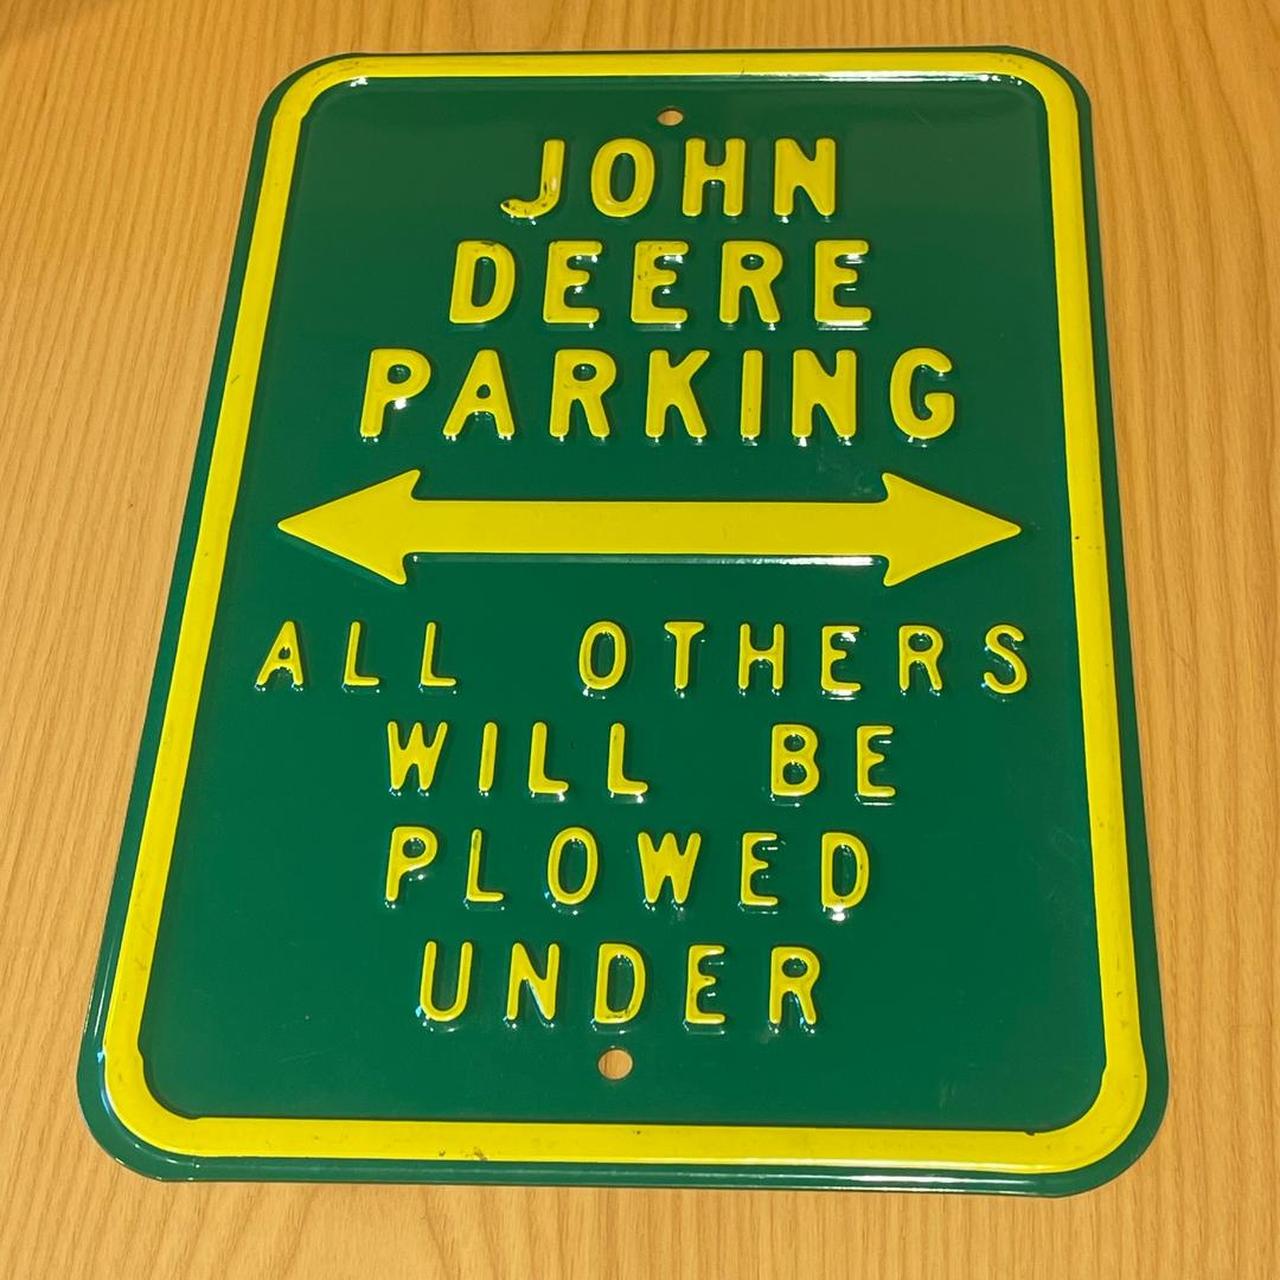 JOHN
DEERE
PARKING
ALL OTHERS
WILL BE
PLOWED
UNDER